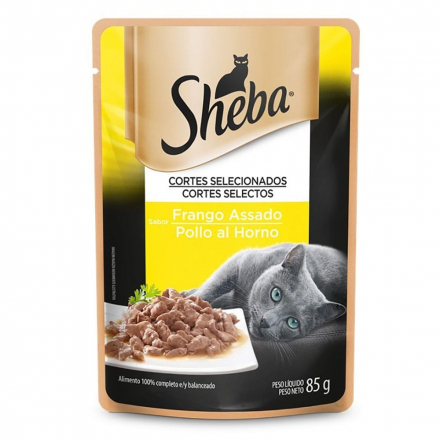 Sheba®
CORTES SELECIONADOS
CORTES SELECTOS
Sabor Frango Assado
Pollo al Horno
Alimento 100% completo e/y balanceado
PESO LÍQUIDO
PESO NETO 85 g